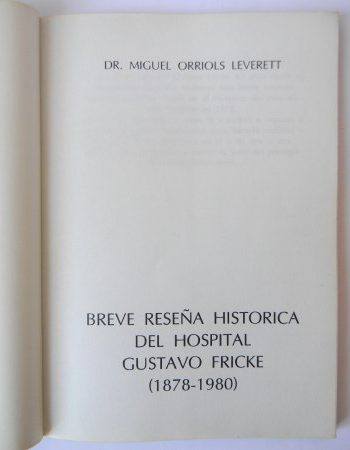 DR. MIGUEL ORRIOLS LEVERETT
BREVE RESEÑA HISTORICA
DEL HOSPITAL
GUSTAVO FRICKE
(1878-1980)